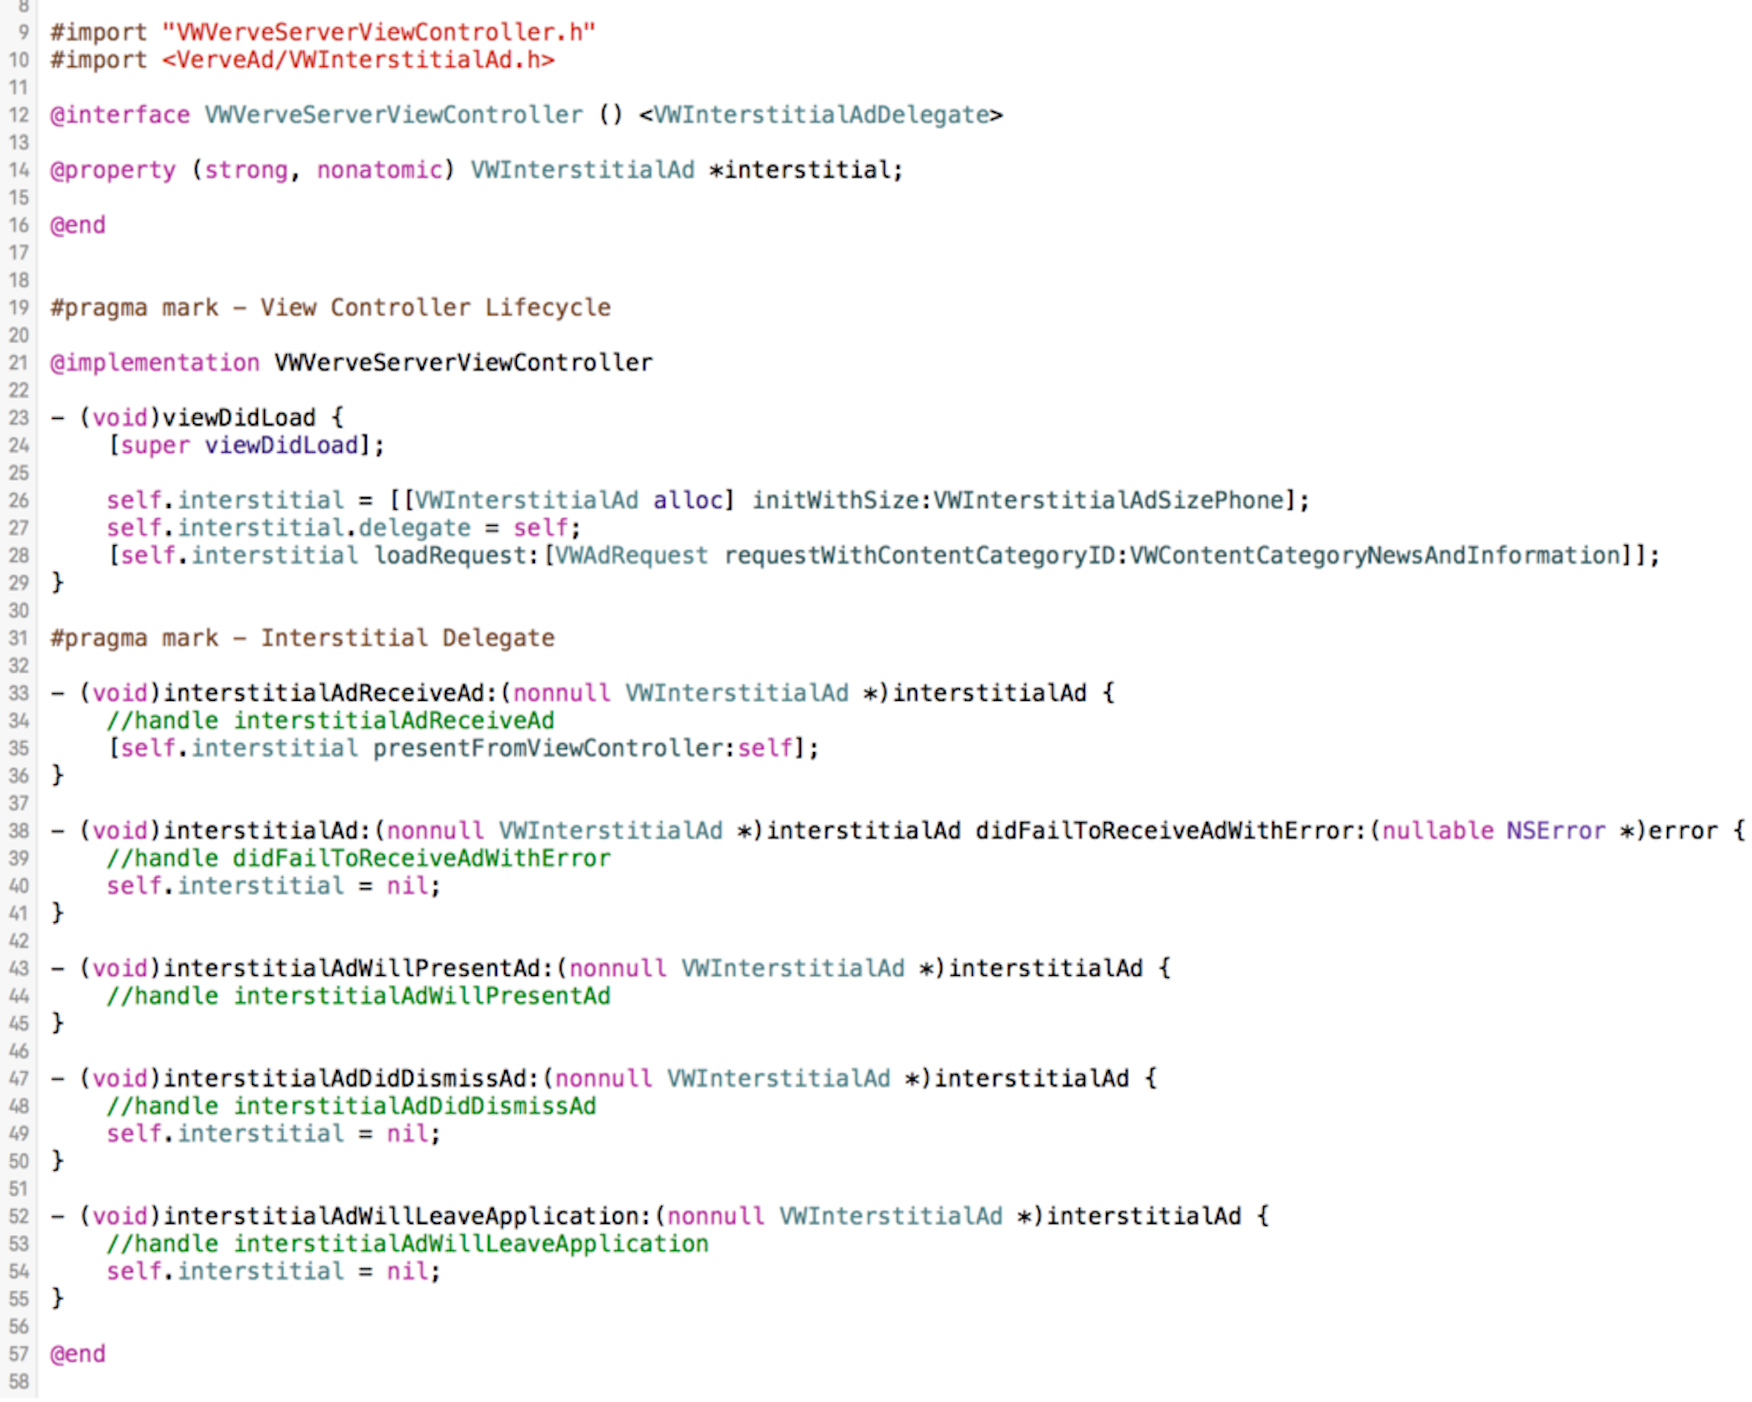 8
9 #import "VWVerveServerViewController.h"
10 #import <VerveAd/VWInterstitialAd.h>
11
12 @interface VWVerveServerViewController () <VWInterstitialAdDelegate>
13
14 @property (strong, nonatomic) VWInterstitialAd *interstitial;
15
16 @end
17
18
19 #pragma mark – View Controller Lifecycle
20
21 @implementation VWVerveServerViewController
22
23 – (void)viewDidLoad {
24     [super viewDidLoad];
25
26     self.interstitial = [[VWInterstitialAd alloc] initWithSize:VWInterstitialAdSizePhone];
27     self.interstitial.delegate = self;
28     [self.interstitial loadRequest:[VWAdRequest requestWithContentCategoryID:VWContentCategoryNewsAndInformation]];
29 }
30
31 #pragma mark – Interstitial Delegate
32
33 – (void)interstitialAdReceiveAd:(nonnull VWInterstitialAd *)interstitialAd {
34     //handle interstitialAdReceiveAd
35     [self.interstitial presentFromViewController:self];
36 }
37
38 – (void)interstitialAd:(nonnull VWInterstitialAd *)interstitialAd didFailToReceiveAdWithError:(nullable NSError *)error {
39     //handle didFailToReceiveAdWithError
40     self.interstitial = nil;
41 }
42
43 – (void)interstitialAdWillPresentAd:(nonnull VWInterstitialAd *)interstitialAd {
44     //handle interstitialAdWillPresentAd
45 }
46
47 – (void)interstitialAdDidDismissAd:(nonnull VWInterstitialAd *)interstitialAd {
48     //handle interstitialAdDidDismissAd
49     self.interstitial = nil;
50 }
51
52 – (void)interstitialAdWillLeaveApplication:(nonnull VWInterstitialAd *)interstitialAd {
53     //handle interstitialAdWillLeaveApplication
54     self.interstitial = nil;
55 }
56
57 @end
58